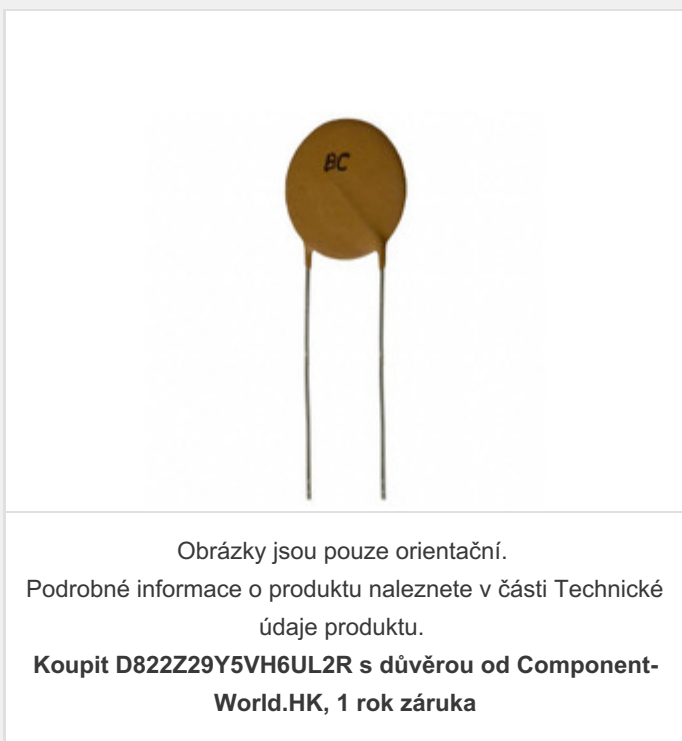 BC
Obrázky jsou pouze orientační.
Podrobné informace o produktu naleznete v části Technické
údaje produktu.
Koupit D822Z29Y5VH6UL2R s důvěrou od Component-
World.HK, 1 rok záruka